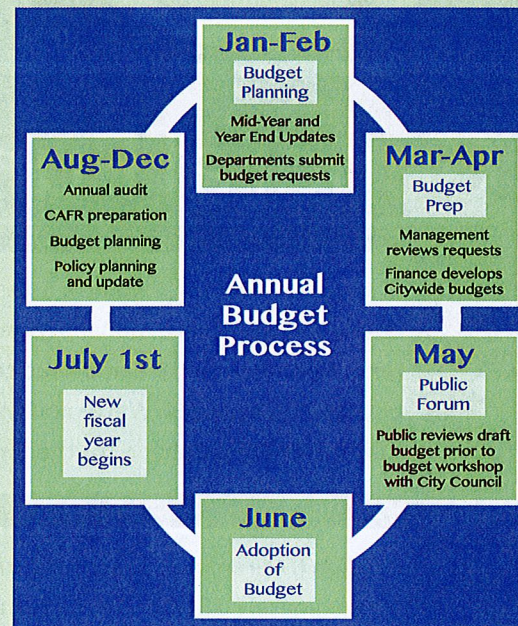 Jan-Feb
Budget
Planning
Mid-Year and
Year End Updates
Departments submit
budget requests
Mar-Apr
Budget
Prep
Management
reviews requests
Finance develops
Citywide budgets
May
Public
Forum
Public reviews draft
budget prior to
budget workshop
with City Council
June
Adoption
of
Budget
July 1st
New
fiscal
year
begins
Aug-Dec
Annual audit
CAFR preparation
Budget planning
Policy planning
and update
Annual
Budget
Process